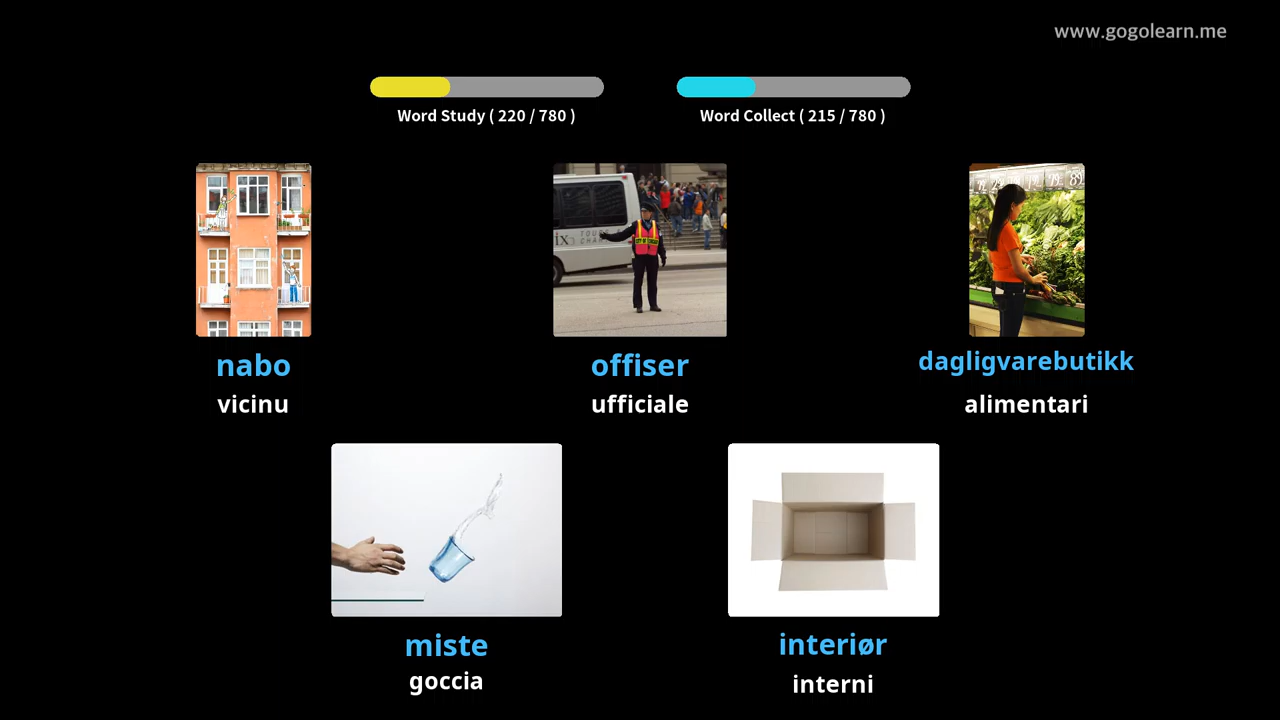 www.gogolearn.me
Word Study ( 220 / 780 )
Word Collect ( 215 / 780 )
nabo
vicinu
offiser
ufficiale
dagligvarebutikk
alimentari
miste
goccia
interiør
interni